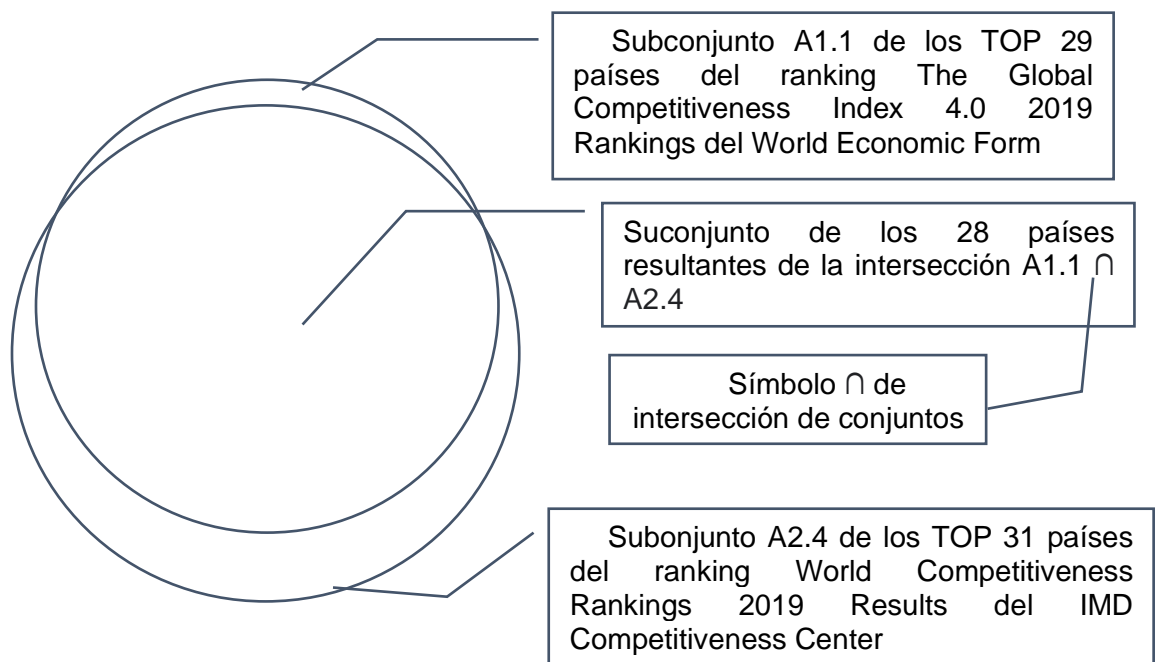 Subconjunto A1.1 de los TOP 29
países del ranking The Global
Competitiveness Index 4.0 2019
Rankings del World Economic Form
Suconjunto de los 28 países
resultantes de la intersección A1.1 ∩
A2.4
Símbolo ∩ de
intersección de conjuntos
Subonjunto A2.4 de los TOP 31 países
del ranking World Competitiveness
Rankings 2019 Results del IMD
Competitiveness Center